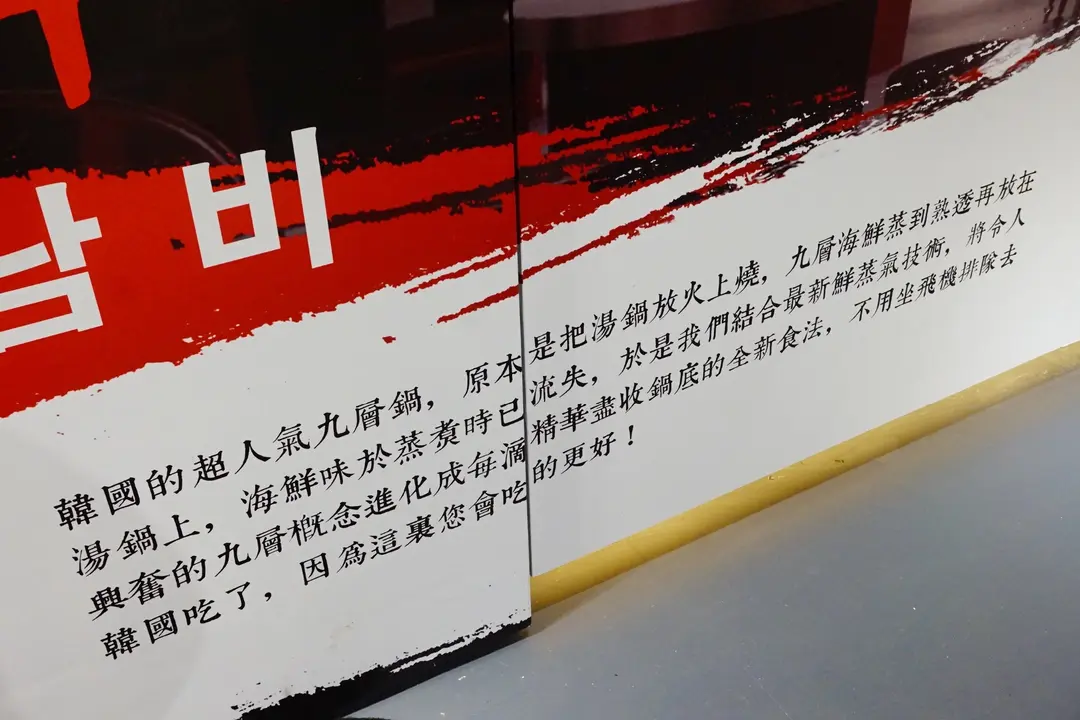 비
韓國的超人氣九層鍋，原本是把湯鍋放火上燒，九層海鮮蒸到熟透再放在
湯鍋上，海鮮味於蒸煮時已流失，於是我們結合最新鮮蒸氣技術，將令人
興奮的九層概念進化成每滴精華盡收鍋底的全新食法，不用坐飛機排隊去
韓國吃了，因為這裏您會吃的更好！